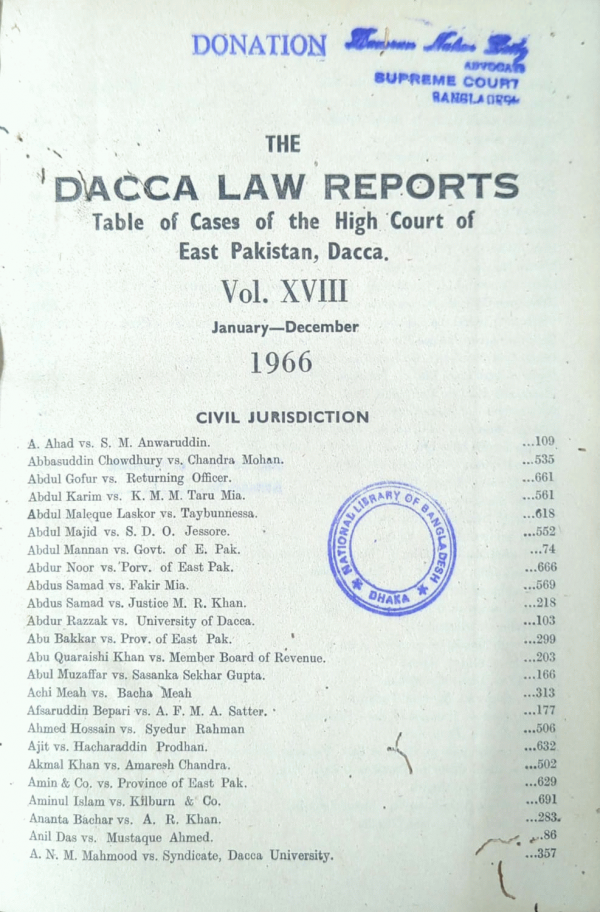 DONATION
ADVOCATE
SUPREME COURT
BANGLADESH
THE
DACCA LAW REPORTS
Table of Cases of the High Court of
East Pakistan, Dacca.
Vol. XVIII
January—December
1966
CIVIL JURISDICTION
A. Ahad vs. S. M. Anwaruddin. ...109
Abbasuddin Chowdhury vs. Chandra Mohan. ...535
Abdul Gofur vs. Returning Officer. ...661
Abdul Karim vs. K. M. M. Taru Mia. ...561
Abdul Maleque Laskor vs. Taybunnessa. ...618
Abdul Majid vs. S. D. O. Jessore. ...552
Abdul Mannan vs. Govt. of E. Pak. ...74
Abdur Noor vs. Porv. of East Pak. ...666
Abdus Samad vs. Fakir Mia. ...569
Abdus Samad vs. Justice M. R. Khan. ...218
Abdur Razzak vs. University of Dacca. ...103
Abu Bakkar vs. Prov. of East Pak. ...299
Abu Quaraishi Khan vs. Member Board of Revenue. ...203
Abul Muzaffar vs. Sasanka Sekhar Gupta. ...166
Achi Meah vs. Bacha Meah ...313
Afsaruddin Bepari vs. A. F. M. A. Satter. ...177
Ahmed Hossain vs. Syedur Rahman ...506
Ajit vs. Hacharaddin Prodhan. ...632
Akmal Khan vs. Amaresh Chandra. ...502
Amin & Co. vs. Province of East Pak. ...629
Aminul Islam vs. Kilburn & Co. ...691
Ananta Bachar vs. A. R. Khan. ...283.
Anil Das vs. Mustaque Ahmed. ..86
A. N. M. Mahmood vs. Syndicate, Dacca University. ...357
NATIONAL LIBRARY OF BANGLADESH
DHAKA